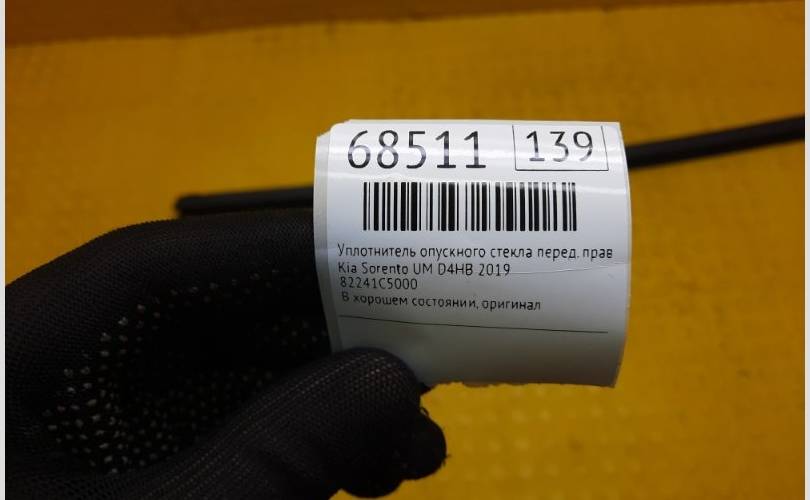 68511 139
Уплотнитель опускного стекла перед. прав
Kia Sorento UM D4HB 2019
82241C5000
В хорошем состоянии, оригинал